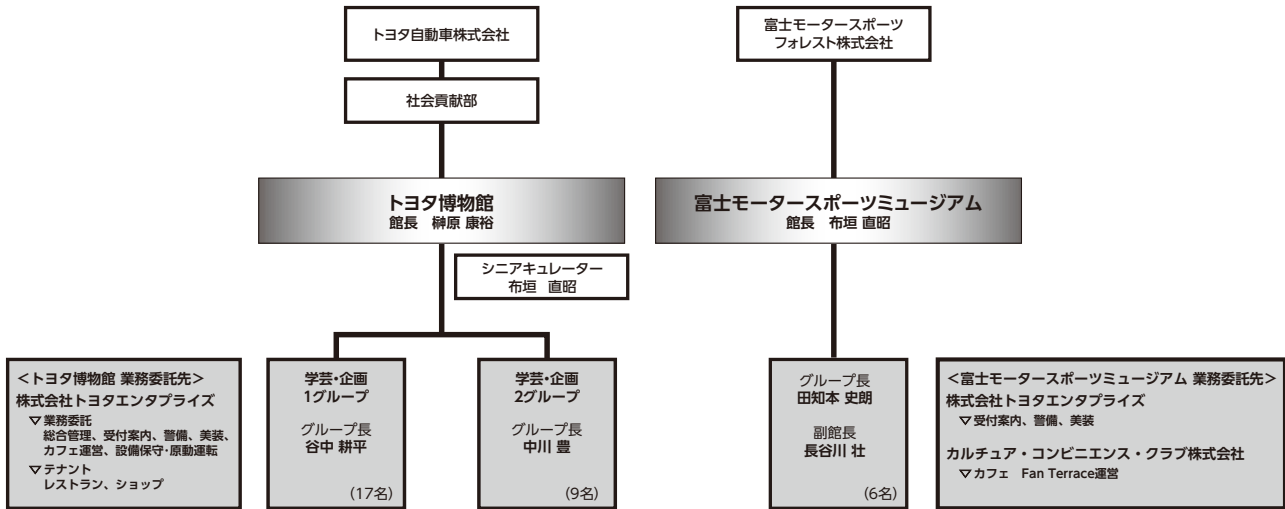 トヨタ自動車株式会社
社会貢献部
トヨタ博物館
館長 榊原 康裕
シニアキュレーター
布垣 直昭
学芸・企画
1グループ
グループ長
谷中 耕平
(17名)
学芸・企画
2グループ
グループ長
中川 豊
(9名)
<トヨタ博物館 業務委託先>
株式会社トヨタエンタプライズ
▽業務委託
総合管理、受付案内、警備、美装、
カフェ運営、設備保守・原動運転
▽テナント
レストラン、ショップ
富士モータースポーツ
フォレスト株式会社
富士モータースポーツミュージアム
館長 布垣 直昭
グループ長
田知本 史朗
副館長
長谷川 壮
(6名)
<富士モータースポーツミュージアム 業務委託先>
株式会社トヨタエンタプライズ
▽受付案内、警備、美装
カルチュア・コンビニエンス・クラブ株式会社
▽カフェ Fan Terrace運営